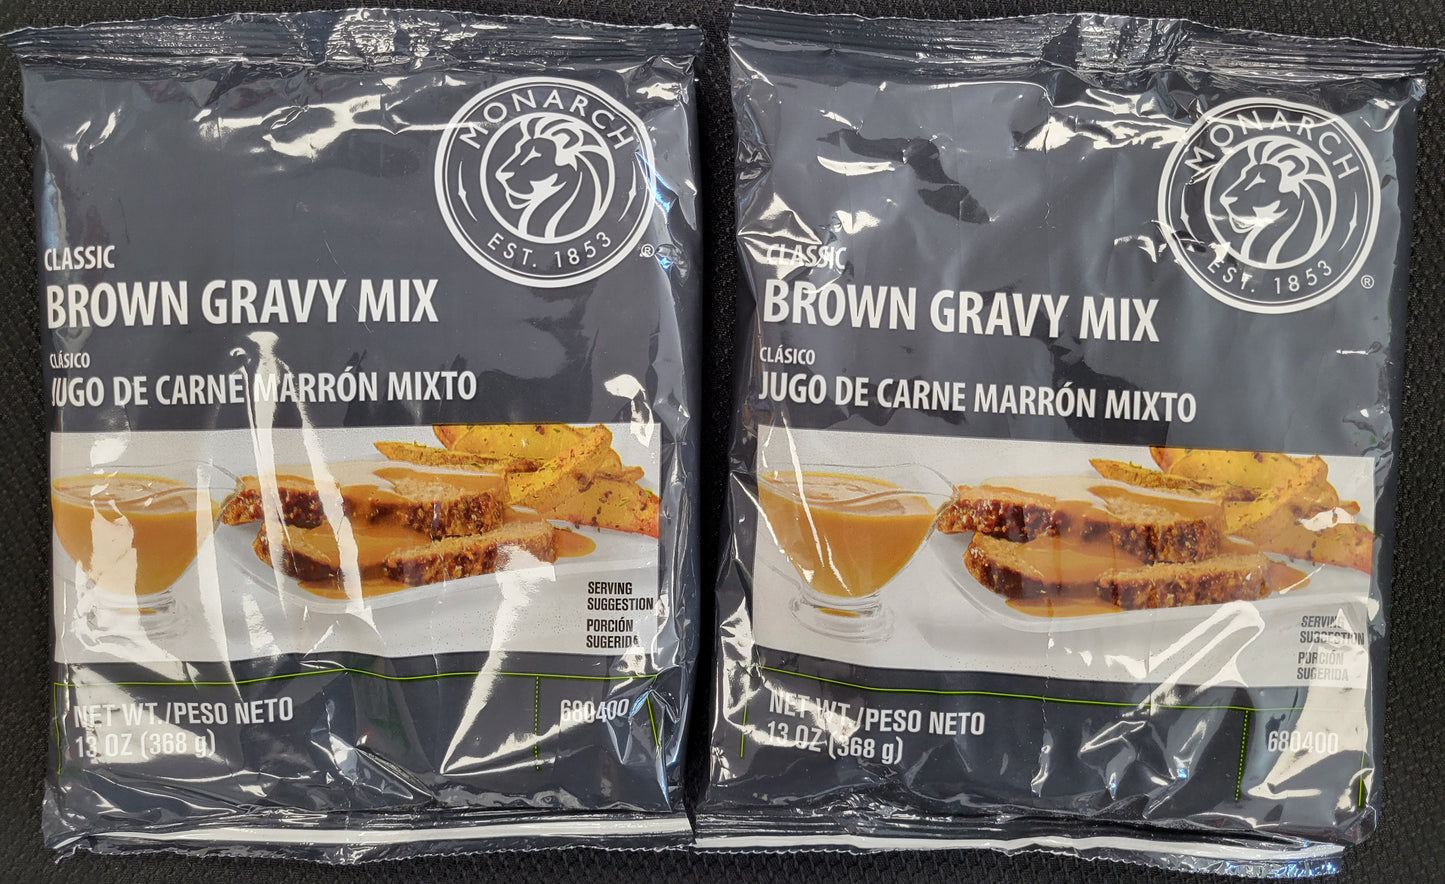 MONARCH
EST. 1853
®
CLASSIC
BROWN GRAVY MIX
CLÁSICO
JUGO DE CARNE MARRÓN MIXTO
SERVING
SUGGESTION
PORCIÓN
SUGERIDA
NET WT./PESO NETO
13 OZ (368 g)
680400
MONARCH
EST. 1853
®
CLASSIC
BROWN GRAVY MIX
CLÁSICO
JUGO DE CARNE MARRÓN MIXTO
SERVING
SUGGESTION
PORCIÓN
SUGERIDA
NET WT./PESO NETO
13 OZ (368 g)
680400